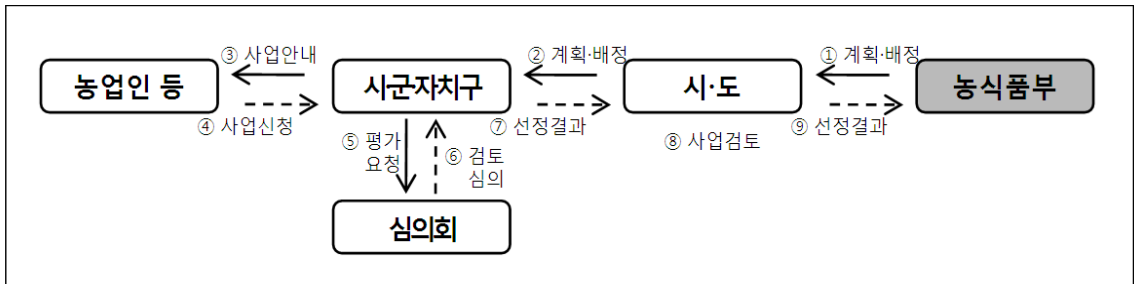 ③ 사업안내
② 계획·배정
① 계획·배정
농업인 등
시·군·자치구
시·도
농식품부
④ 사업신청
⑦ 선정결과
⑧ 사업검토
⑨ 선정결과
⑤ 평가
요청
⑥ 검토
심의
심의회